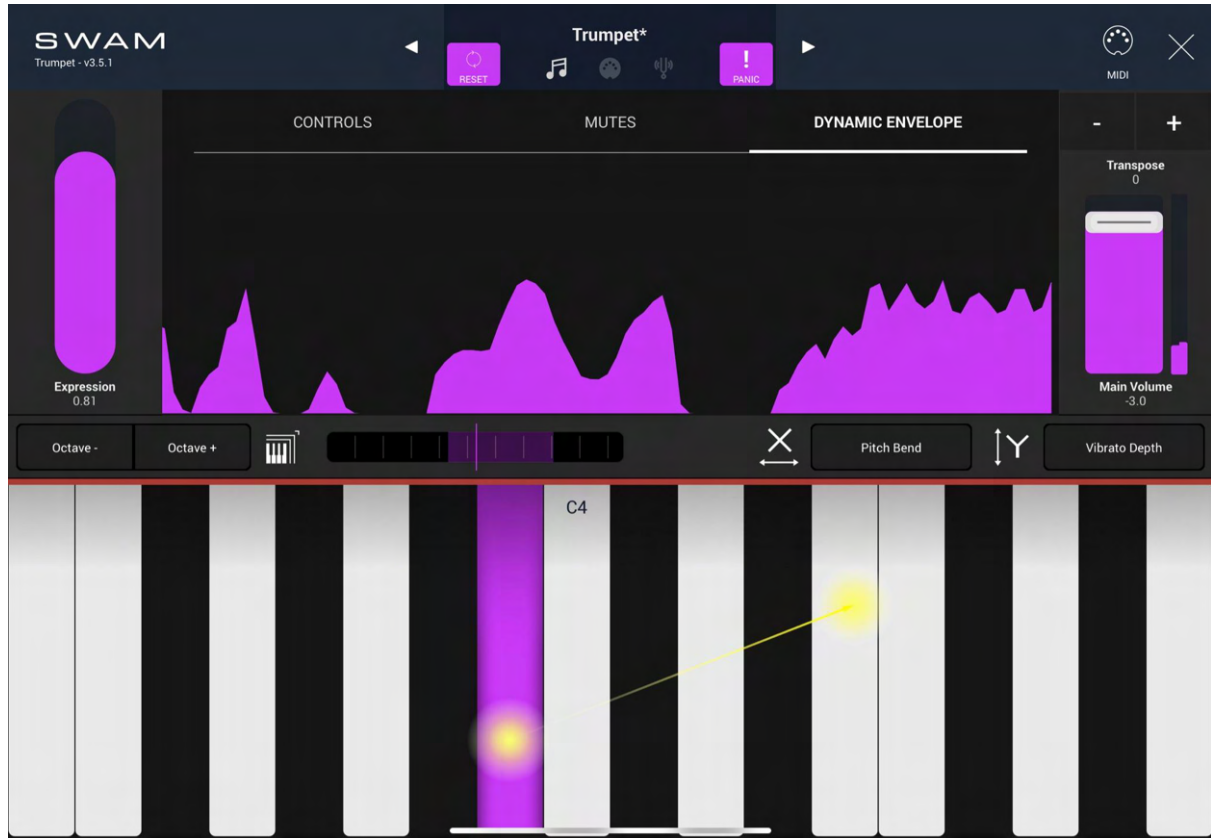 SWAM
Trumpet - v3.5.1
Trumpet*
RESET
!
PANIC
MIDI
CONTROLS
MUTES
DYNAMIC ENVELOPE
- +
Transpose
0
Expression
0.81
Main Volume
-3.0
Octave -
Octave +
X
Pitch Bend
Y
Vibrato Depth
C4